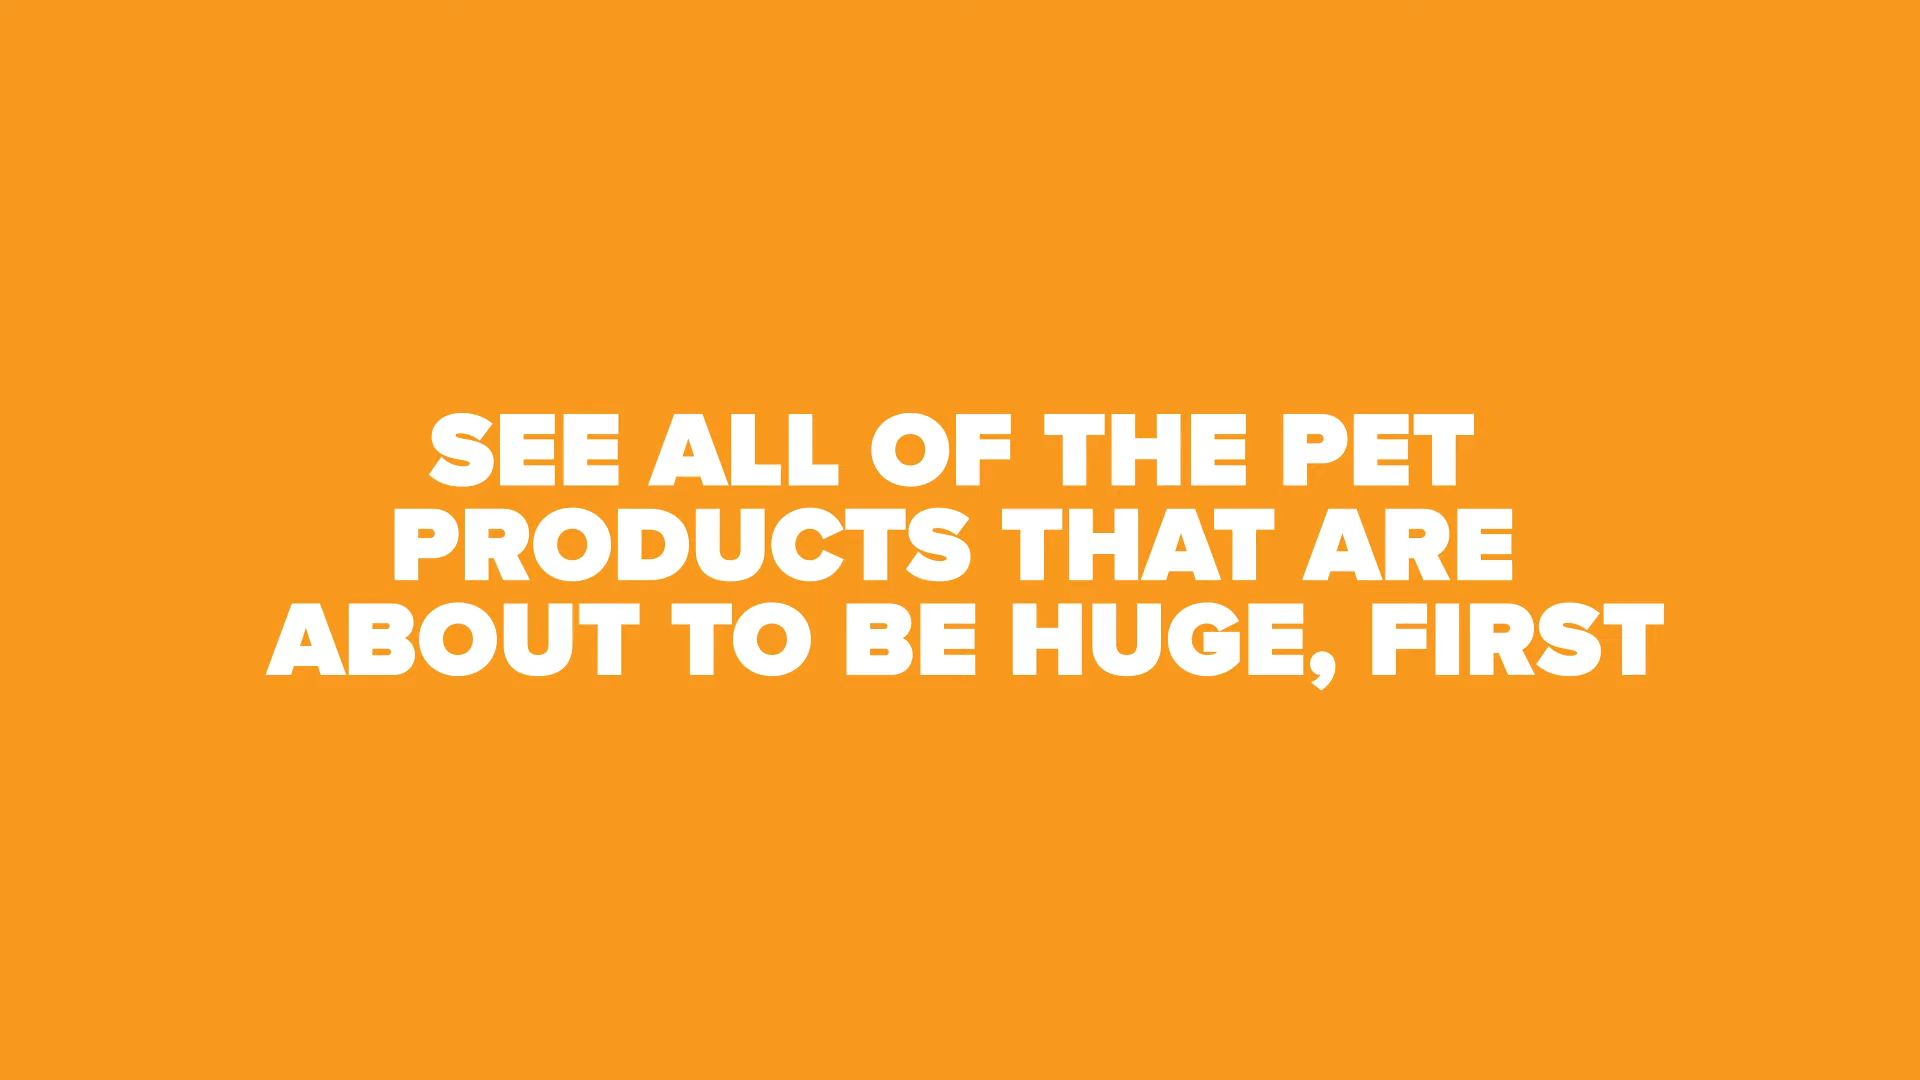 SEE ALL OF THE PET
PRODUCTS THAT ARE
ABOUT TO BE HUGE, FIRST